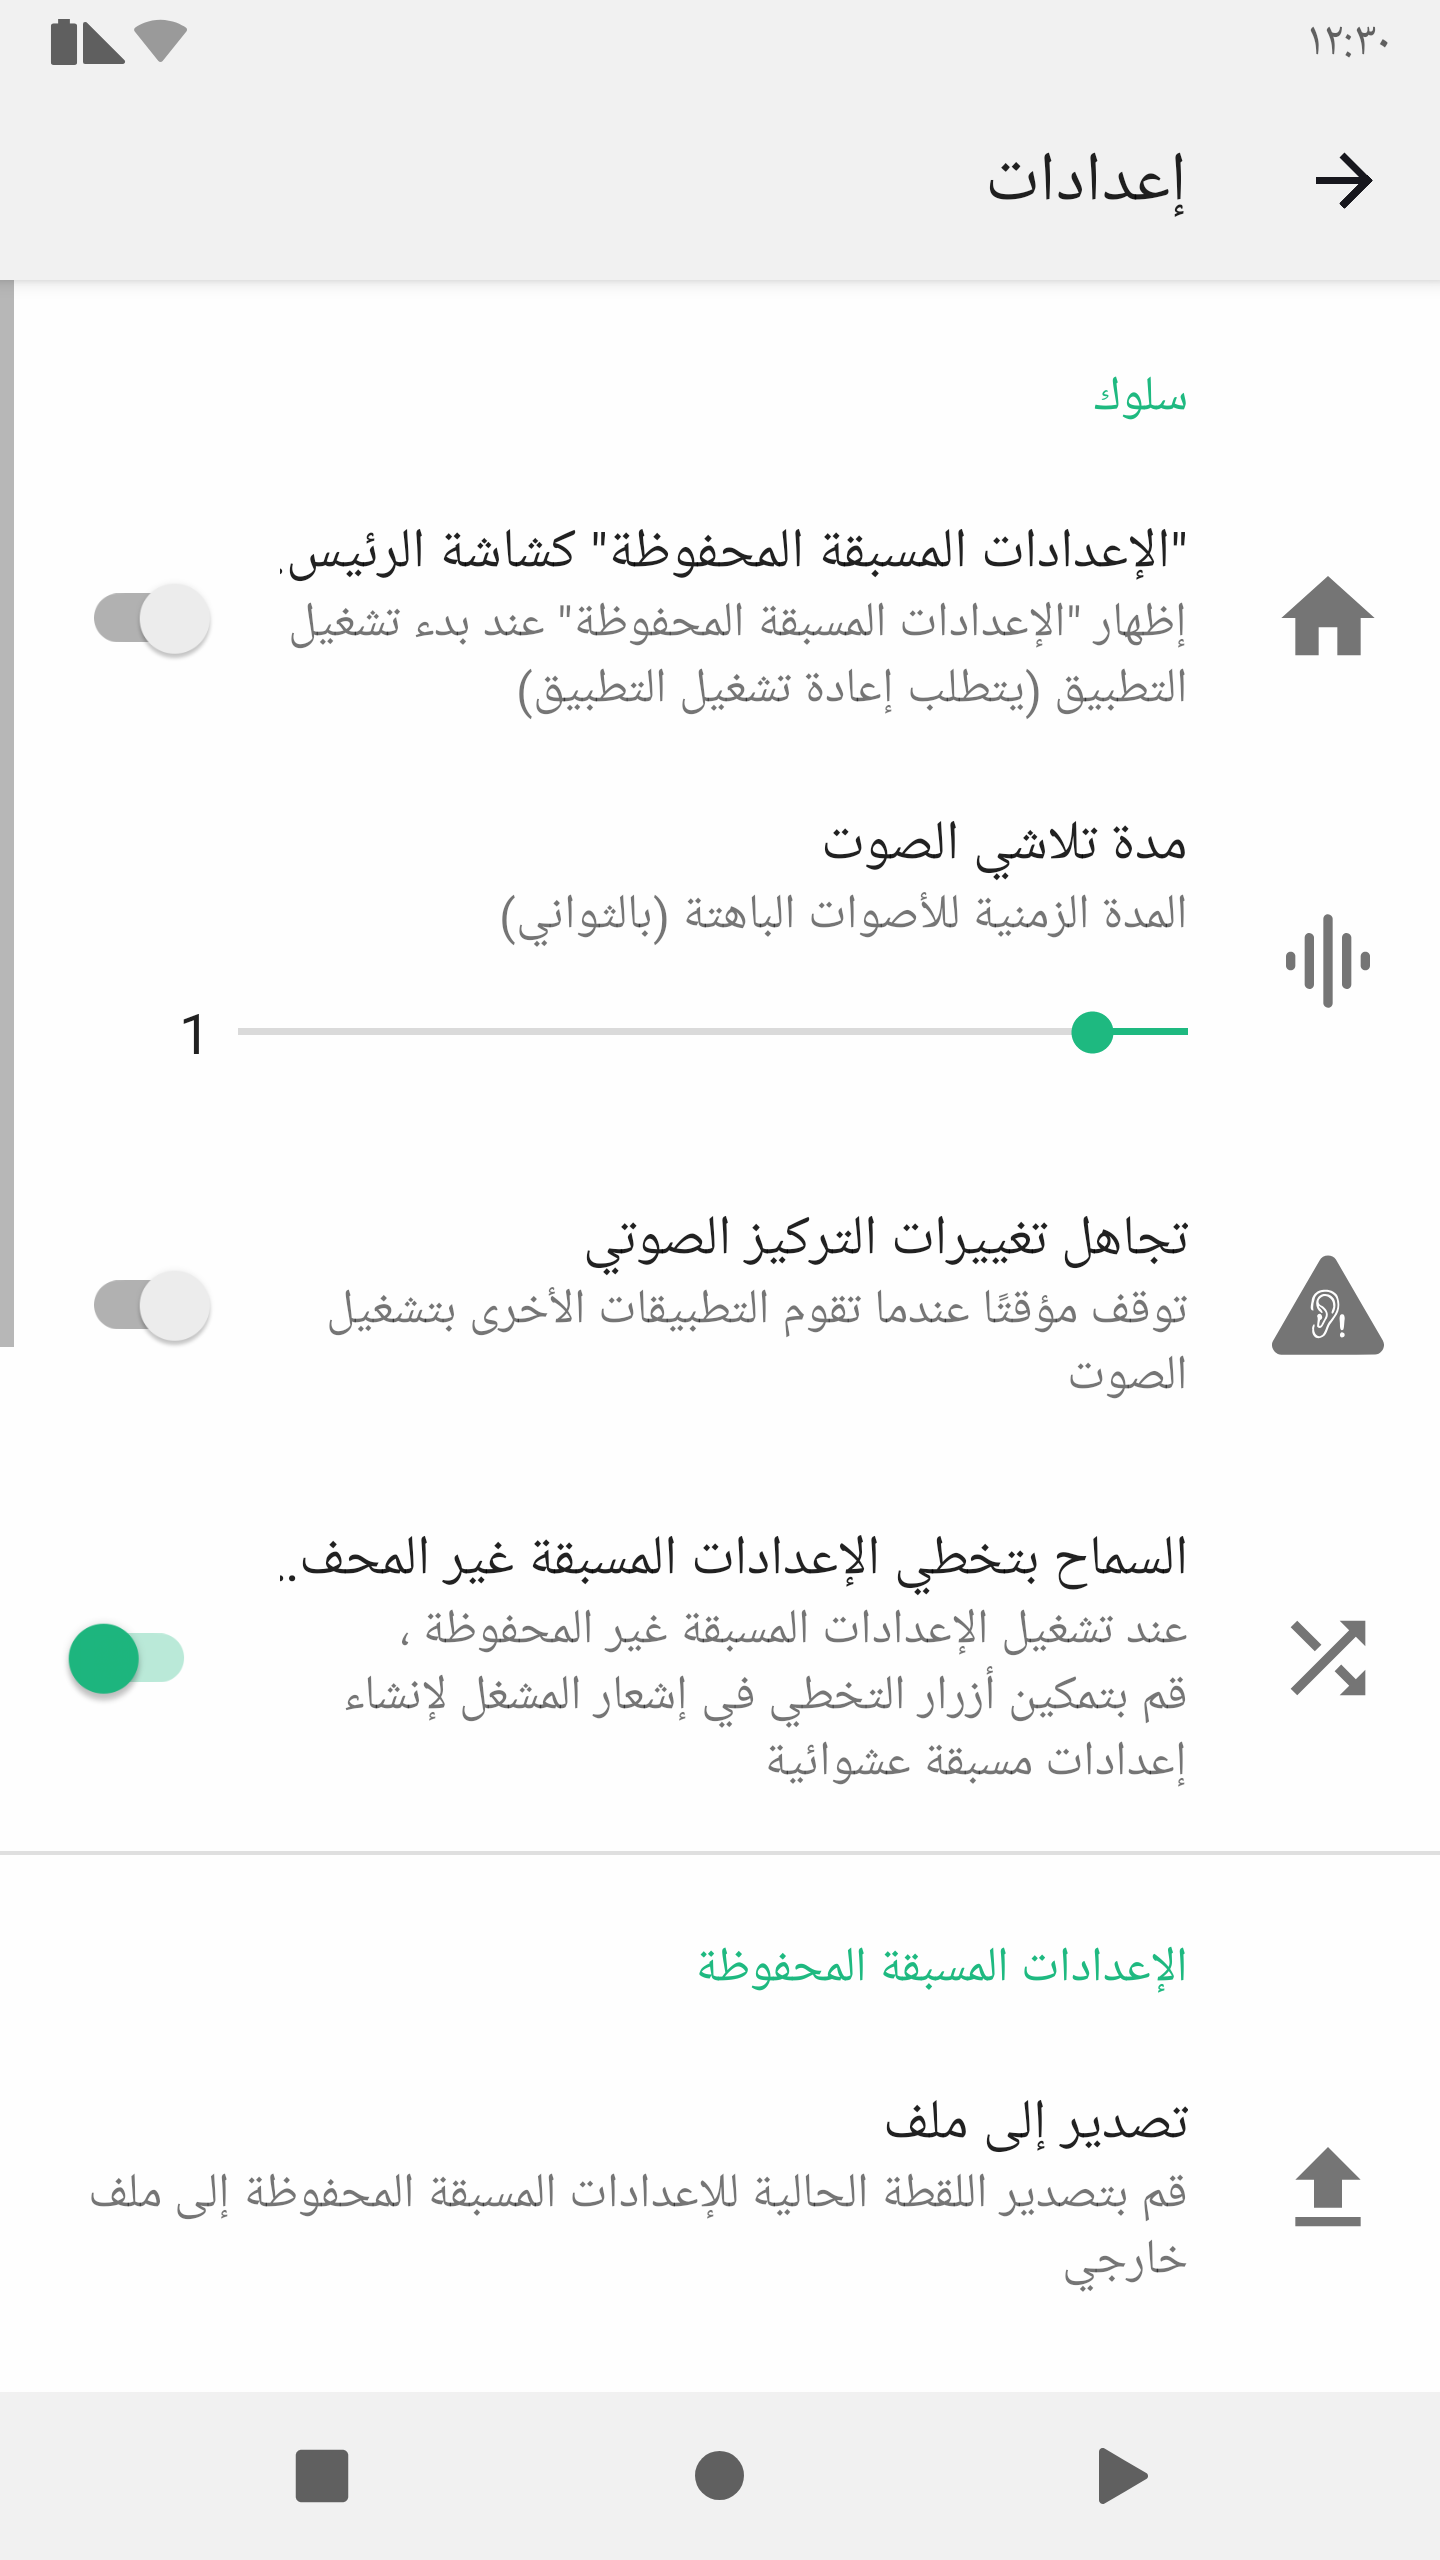 ١٢:٣٠
إعدادات
سلوك
"الإعدادات المسبقة المحفوظة" كشاشة الرئيس.
إظهار "الإعدادات المسبقة المحفوظة" عند بدء تشغيل
التطبيق (يتطلب إعادة تشغيل التطبيق)
مدة تلاشي الصوت
المدة الزمنية للأصوات الباهتة (بالثواني)
1
تجاهل تغييرات التركيز الصوتي
توقف مؤقتًا عندما تقوم التطبيقات الأخرى بتشغيل
الصوت
السماح بتخطي الإعدادات المسبقة غير المحف..
عند تشغيل الإعدادات المسبقة غير المحفوظة ،
قم بتمكين أزرار التخطي في إشعار المشغل لإنشاء
إعدادات مسبقة عشوائية
الإعدادات المسبقة المحفوظة
تصدير إلى ملف
قم بتصدير اللقطة الحالية للإعدادات المسبقة المحفوظة إلى ملف
خارجي